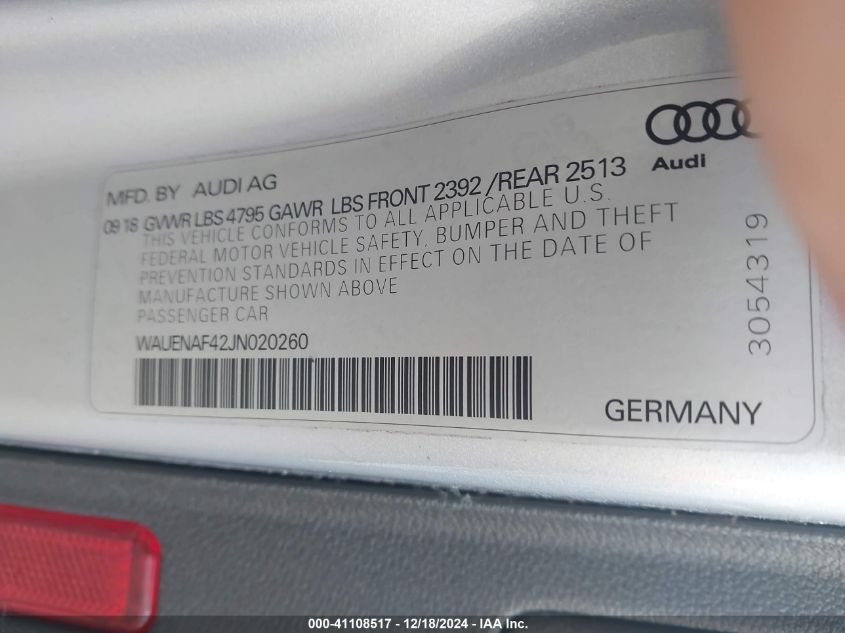 MFD. BY AUDI AG
09 18 GVWR LBS 4795 GAWR LBS FRONT 2392 / REAR 2513
THIS VEHICLE CONFORMS TO ALL APPLICABLE U.S.
FEDERAL MOTOR VEHICLE SAFETY, BUMPER AND THEFT
PREVENTION STANDARDS IN EFFECT ON THE DATE OF
MANUFACTURE SHOWN ABOVE
PASSENGER CAR
WAUENAF42JN020260
Audi
3054319
GERMANY
000-41108517 - 12/18/2024 - IAA Inc.